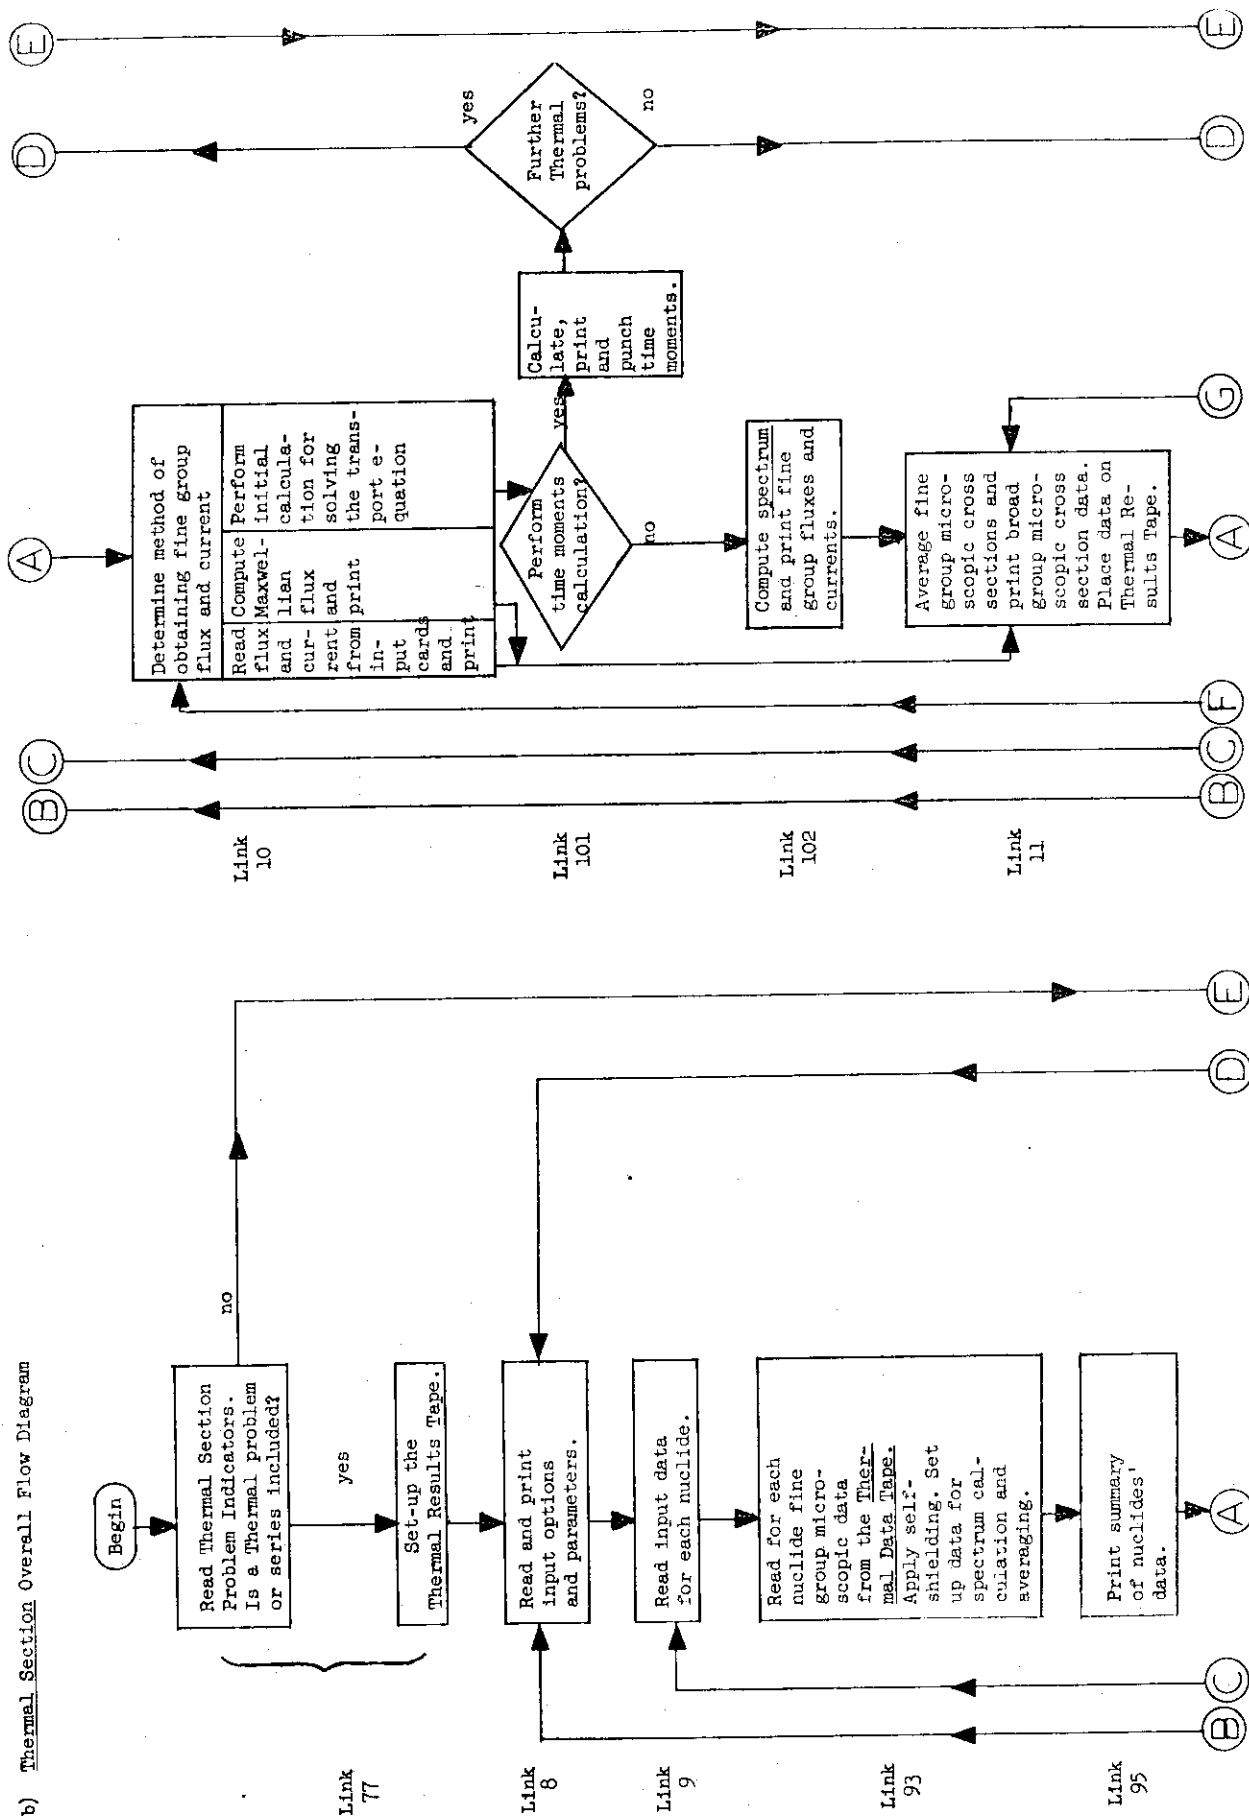 b) Thermal Section Overall Flow Diagram
Begin
Link
77
Read Thermal Section
Problem Indicators.
Is a Thermal problem
or series included?
no
yes
Set-up the
Thermal Results Tape.
Link
8
Read and print
input options
and parameters.
Link
9
Read input data
for each nuclide.
Link
93
Read for each
nuclide fine
group micro-
scopic data
from the Ther-
mal Data Tape.
Apply self-
shielding. Set
up data for
spectrum cal-
culation and
averaging.
Link
95
Print summary
of nuclides'
data.
B
C
A
D
E
B
C
A
D
E
Link
10
Determine method of
obtaining fine group
flux and current
Read
flux
and
cur-
rent
from
in-
put
cards
and
print
Compute
Maxwel-
lian
flux
and
print
Perform
initial
calcula-
tion for
solving
the trans-
port e-
quation
Link
101
Perform
time moments
calculation?
yes
no
Calcu-
late,
print
and
punch
time
moments.
Further
Thermal
problems?
yes
no
Link
102
Compute spectrum
and print fine
group fluxes and
currents.
Link
11
Average fine
group micro-
scopic cross
sections and
print broad
group micro-
scopic cross
section data.
Place data on
Thermal Re-
sults Tape.
B
C
F
A
G
D
E